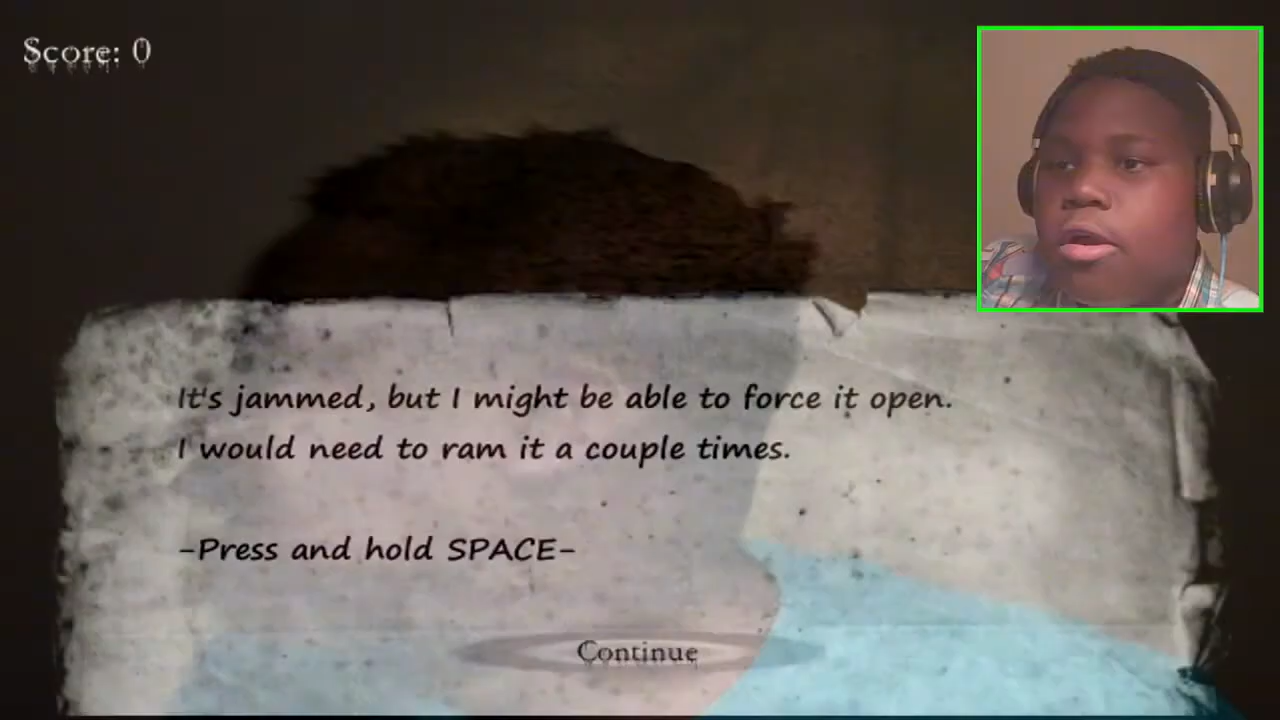 Score: 0
It's jammed, but I might be able to force it open.
I would need to ram it a couple times.
-Press and hold SPACE-
Continue